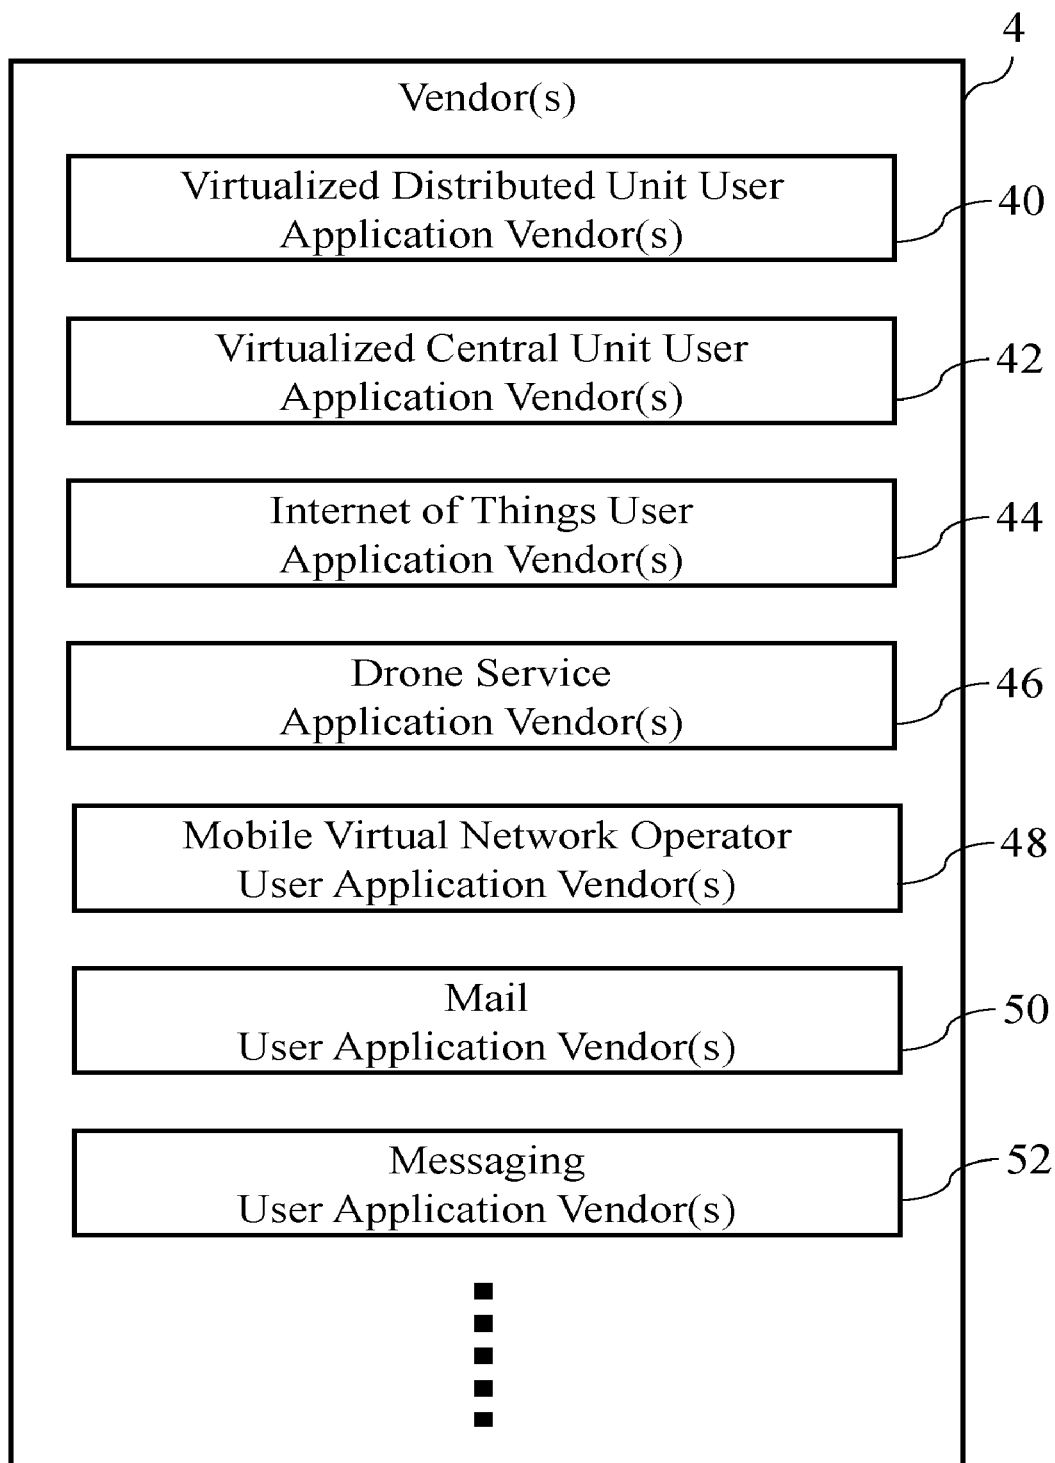 4
Vendor(s)
Virtualized Distributed Unit User
Application Vendor(s)
40
Virtualized Central Unit User
Application Vendor(s)
42
Internet of Things User
Application Vendor(s)
44
Drone Service
Application Vendor(s)
46
Mobile Virtual Network Operator
User Application Vendor(s)
48
Mail
User Application Vendor(s)
50
Messaging
User Application Vendor(s)
52